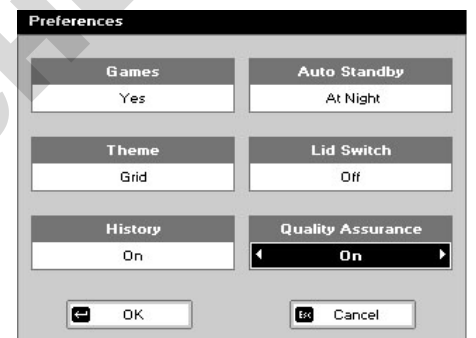 Preferences
Games Auto Standby
Yes At Night
Theme Lid Switch
Grid Off
History Quality Assurance
On On
OK Esc Cancel